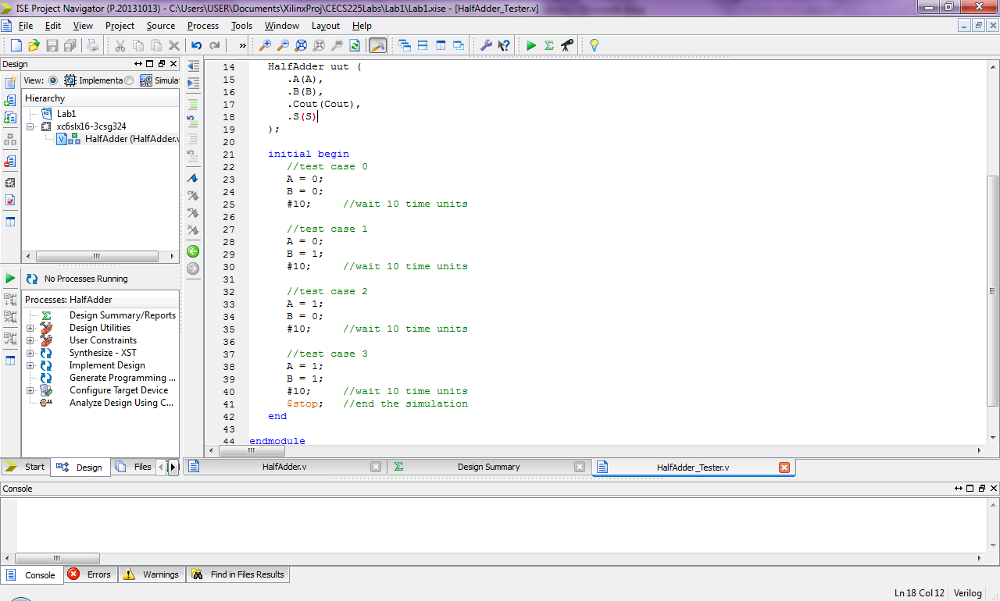 ISE Project Navigator (P.20131013) - C:\Users\USER\Documents\XilinxProj\CECS225Labs\Lab1\Lab1.xise - [HalfAdder_Tester.v]
File Edit View Project Source Process Tools Window Layout Help
»
Design
View: Implementa Simula
Hierarchy
Lab1
xc6slx16-3csg324
HalfAdder (HalfAdder.v
No Processes Running
Processes: HalfAdder
Design Summary/Reports
Design Utilities
User Constraints
Synthesize - XST
Implement Design
Generate Programming ...
Configure Target Device
Analyze Design Using C...
Start Design Files
14 HalfAdder uut (
15 .A(A),
16 .B(B),
17 .Cout(Cout),
18 .S(S)
19 );
20
21 initial begin
22 //test case 0
23 A = 0;
24 B = 0;
25 #10; //wait 10 time units
26
27 //test case 1
28 A = 0;
29 B = 1;
30 #10; //wait 10 time units
31
32 //test case 2
33 A = 1;
34 B = 0;
35 #10; //wait 10 time units
36
37 //test case 3
38 A = 1;
39 B = 1;
40 #10; //wait 10 time units
41 $stop; //end the simulation
42 end
43
44 endmodule
HalfAdder.v Design Summary HalfAdder_Tester.v
Console
Console Errors Warnings Find in Files Results
Ln 18 Col 12 Verilog